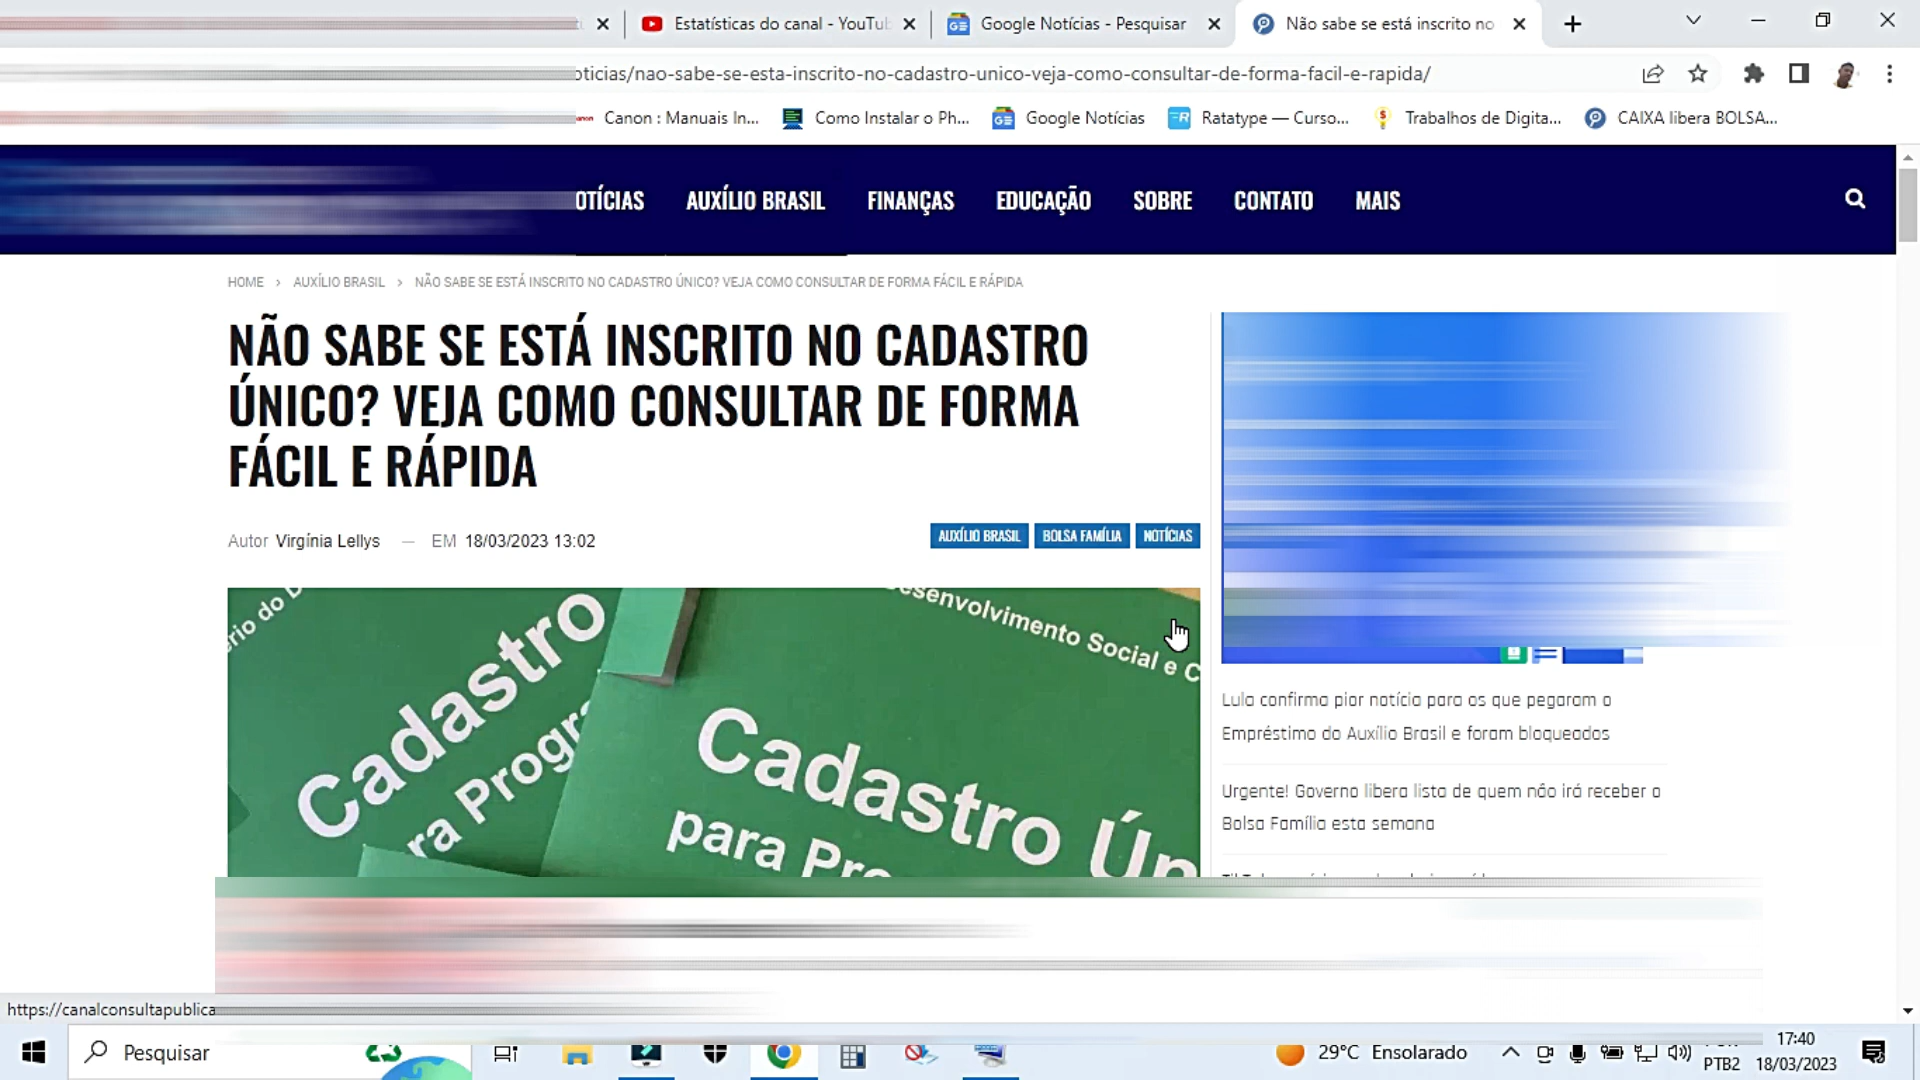 Estatísticas do canal - YouTub
Google Notícias - Pesquisar
Não sabe se está inscrito no
oticias/nao-sabe-se-esta-inscrito-no-cadastro-unico-veja-como-consultar-de-forma-facil-e-rapida/
Canon : Manuais In...
Como Instalar o Ph...
Google Notícias
Ratatype — Curso...
Trabalhos de Digita...
CAIXA libera BOLSA...
OTÍCIAS AUXÍLIO BRASIL FINANÇAS EDUCAÇÃO SOBRE CONTATO MAIS
HOME > AUXÍLIO BRASIL > NÃO SABE SE ESTÁ INSCRITO NO CADASTRO ÚNICO? VEJA COMO CONSULTAR DE FORMA FÁCIL E RÁPIDA
NÃO SABE SE ESTÁ INSCRITO NO CADASTRO
ÚNICO? VEJA COMO CONSULTAR DE FORMA
FÁCIL E RÁPIDA
Autor Virgínia Lellys — EM 18/03/2023 13:02
AUXÍLIO BRASIL BOLSA FAMÍLIA NOTÍCIAS
ério do D
Cadastro
ra Progra
esenvolvimento Social e C
Cadastro Ún
para Pro
Lula confirma pior notícia para os que pegaram o
Empréstimo do Auxílio Brasil e foram bloqueados
Urgente! Governo libera lista de quem não irá receber o
Bolsa Família esta semana
https://canalconsultapublica
Pesquisar
29°C Ensolarado
PTB2
17:40
18/03/2023